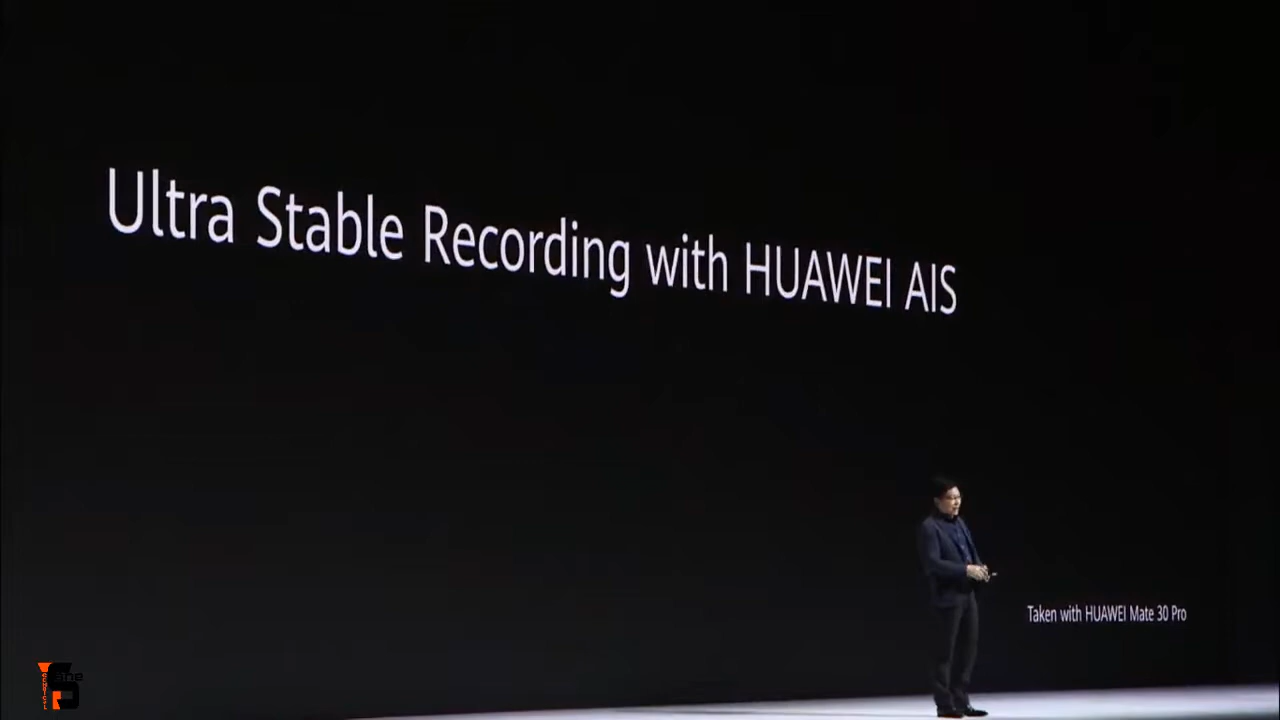 Ultra Stable Recording with HUAWEI AIS
Taken with HUAWEI Mate 30 Pro